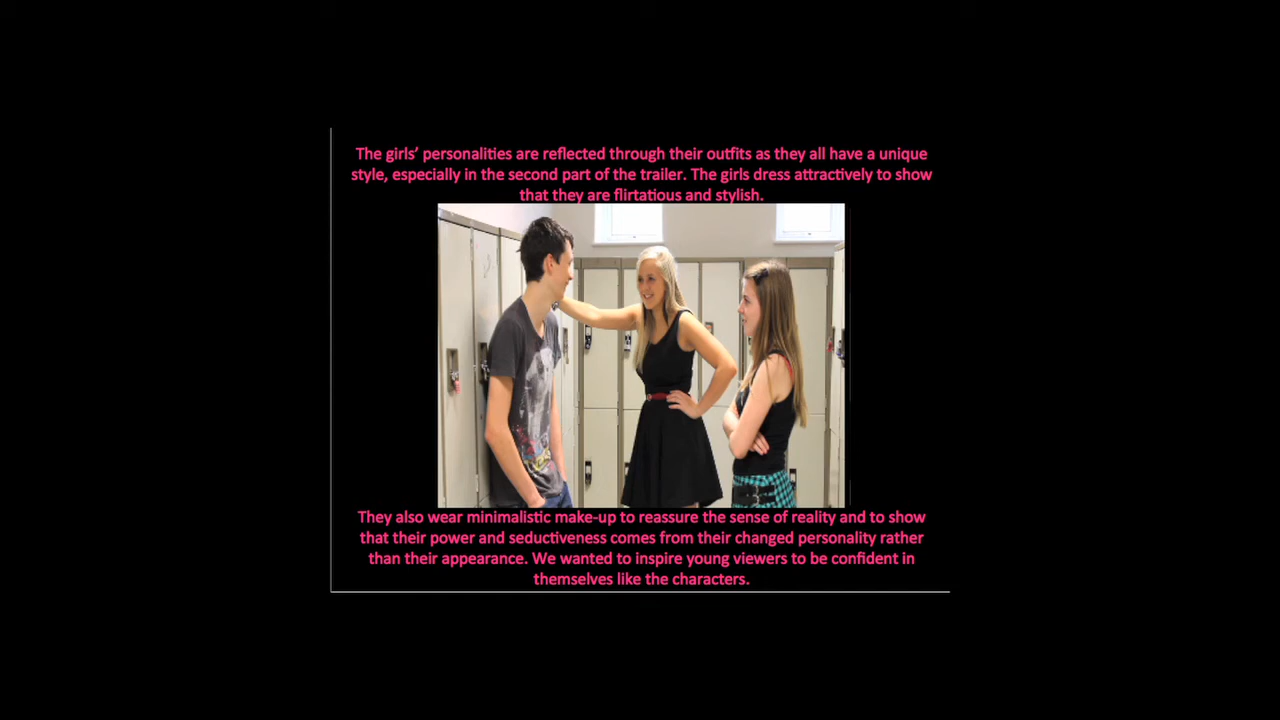 The girls’ personalities are reflected through their outfits as they all have a unique
style, especially in the second part of the trailer. The girls dress attractively to show
that they are flirtatious and stylish.
They also wear minimalistic make-up to reassure the sense of reality and to show
that their power and seductiveness comes from their changed personality rather
than their appearance. We wanted to inspire young viewers to be confident in
themselves like the characters.